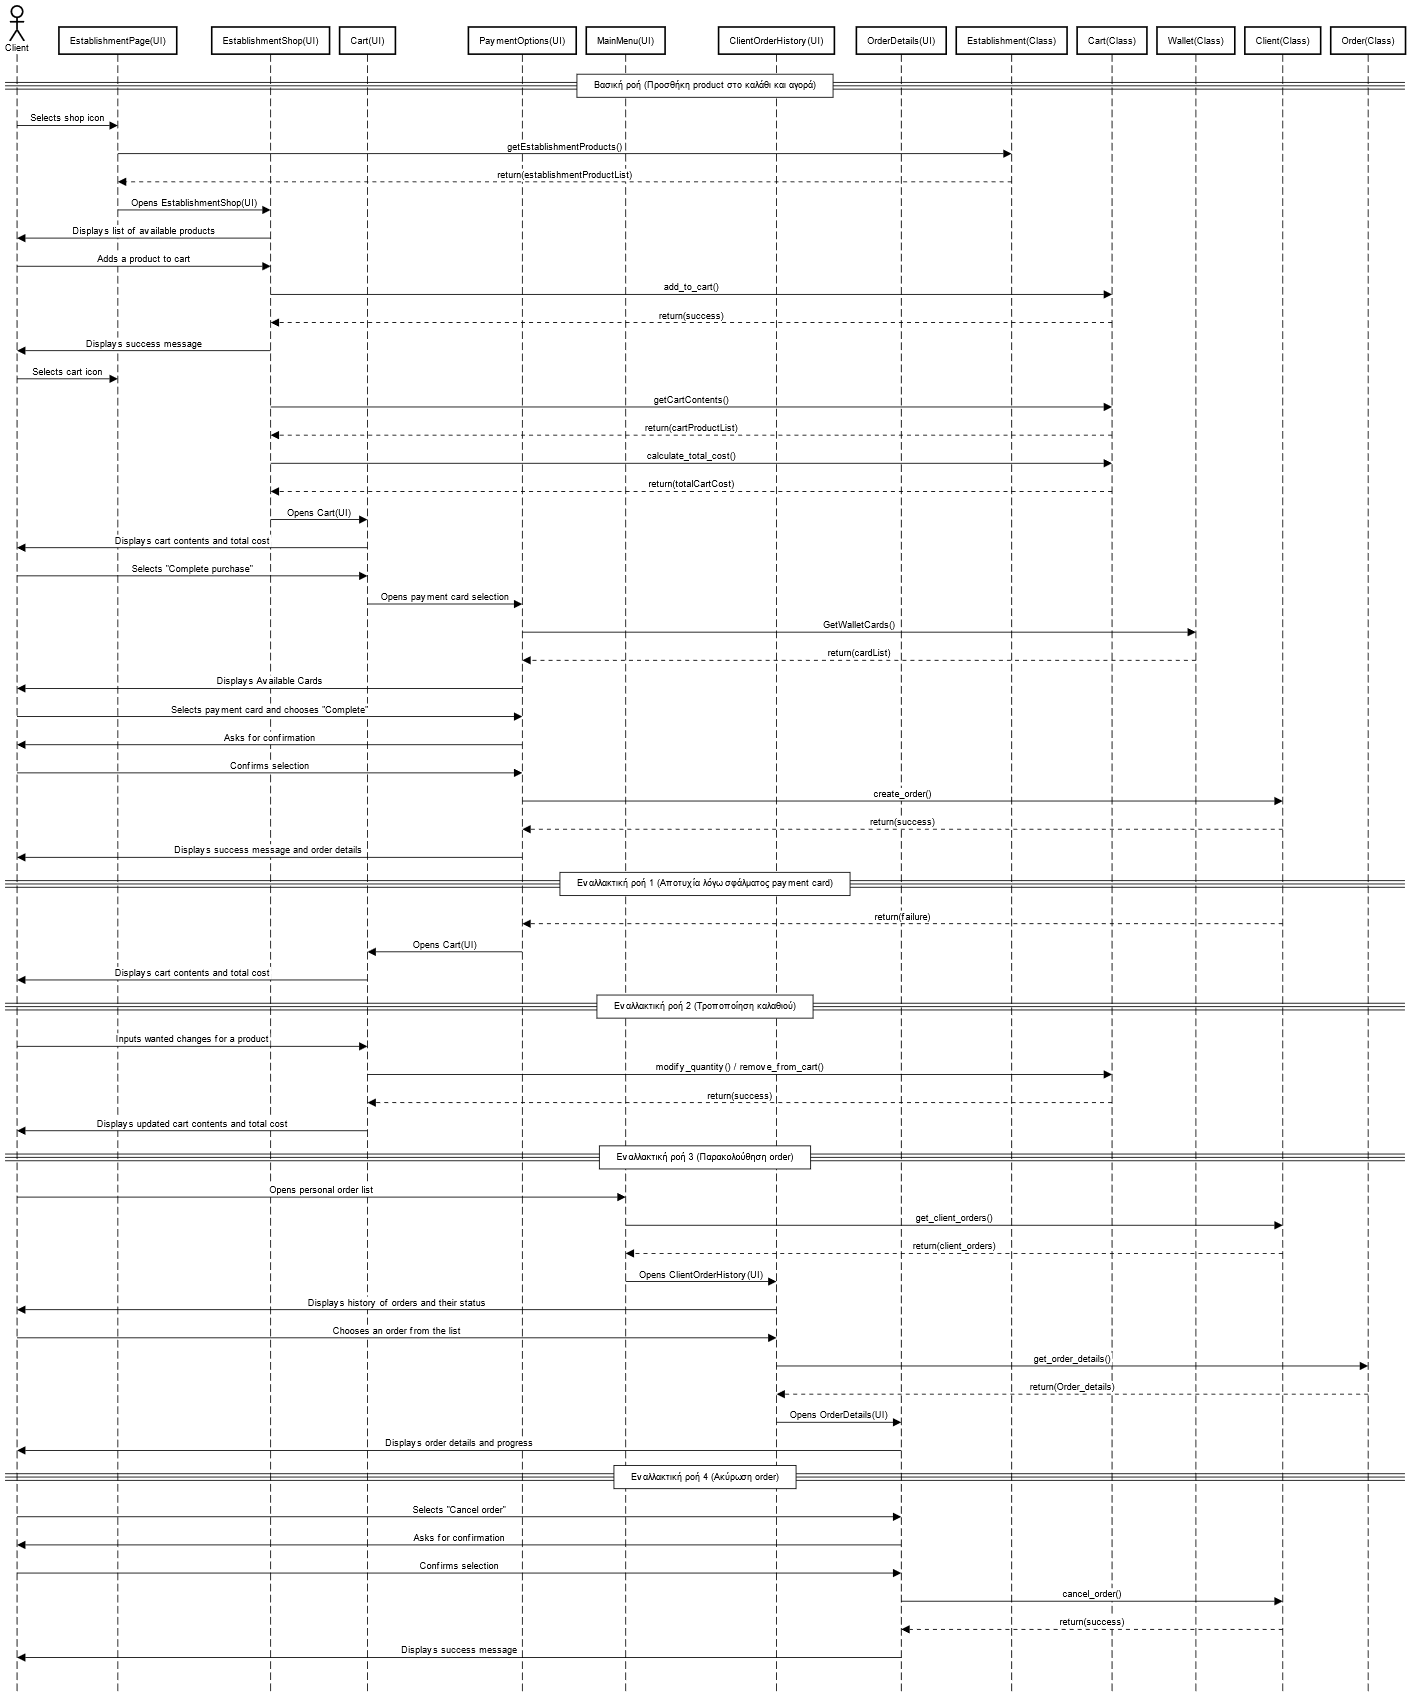 Client
EstablishmentPage(UI)
EstablishmentShop(UI)
Cart(UI)
PaymentOptions(UI)
MainMenu(UI)
ClientOrderHistory(UI)
OrderDetails(UI)
Establishment(Class)
Cart(Class)
Wallet(Class)
Client(Class)
Order(Class)
Βασική ροή (Προσθήκη product στο καλάθι και αγορά)
Selects shop icon
getEstablishmentProducts()
return(establishmentProductList)
Opens EstablishmentShop(UI)
Displays list of available products
Adds a product to cart
add_to_cart()
return(success)
Displays success message
Selects cart icon
getCartContents()
return(cartProductList)
calculate_total_cost()
return(totalCartCost)
Opens Cart(UI)
Displays cart contents and total cost
Selects "Complete purchase"
Opens payment card selection
GetWalletCards()
return(cardList)
Displays Available Cards
Selects payment card and chooses "Complete"
Asks for confirmation
Confirms selection
create_order()
return(success)
Displays success message and order details
Εναλλακτική ροή 1 (Αποτυχία λόγω σφάλματος payment card)
return(failure)
Opens Cart(UI)
Displays cart contents and total cost
Εναλλακτική ροή 2 (Τροποποίηση καλαθιού)
Inputs wanted changes for a product
modify_quantity() / remove_from_cart()
return(success)
Displays updated cart contents and total cost
Εναλλακτική ροή 3 (Παρακολούθηση order)
Opens personal order list
get_client_orders()
return(client_orders)
Opens ClientOrderHistory(UI)
Displays history of orders and their status
Chooses an order from the list
get_order_details()
return(Order_details)
Opens OrderDetails(UI)
Displays order details and progress
Εναλλακτική ροή 4 (Ακύρωση order)
Selects "Cancel order"
Asks for confirmation
Confirms selection
cancel_order()
return(success)
Displays success message